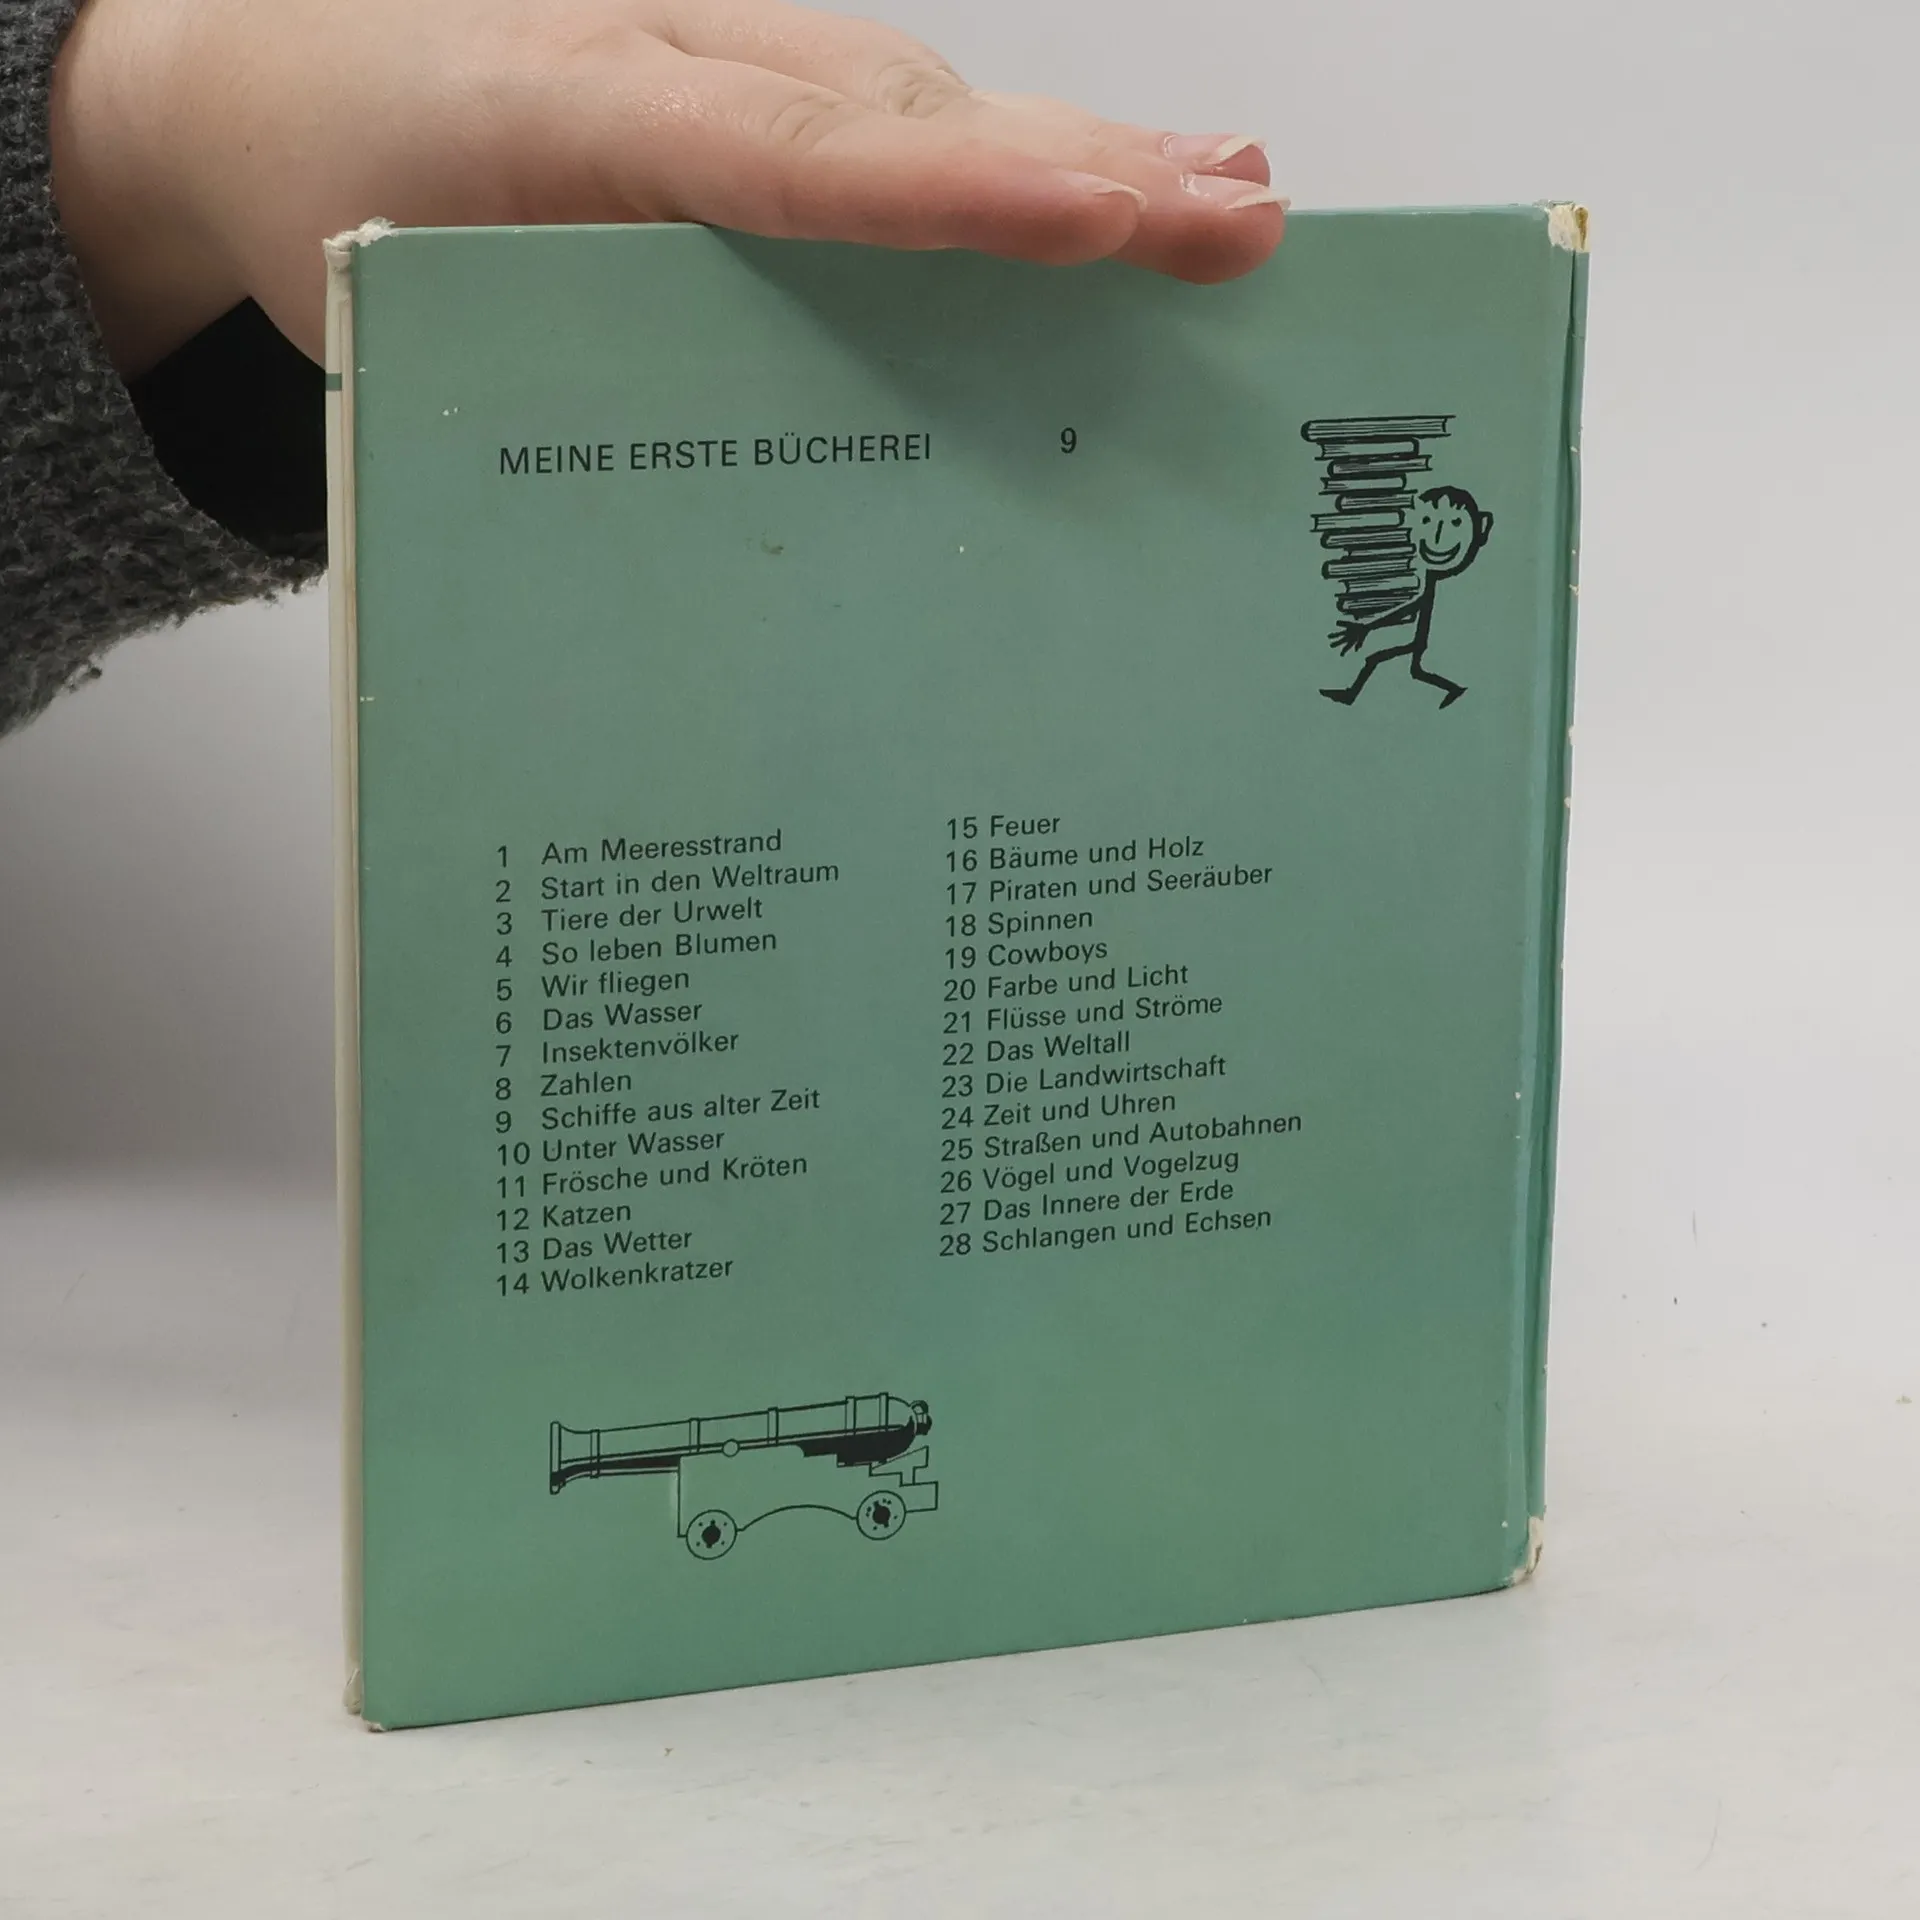 MEINE ERSTE BÜCHEREI 9
1 Am Meeresstrand
2 Start in den Weltraum
3 Tiere der Urwelt
4 So leben Blumen
5 Wir fliegen
6 Das Wasser
7 Insektenvölker
8 Zahlen
9 Schiffe aus alter Zeit
10 Unter Wasser
11 Frösche und Kröten
12 Katzen
13 Das Wetter
14 Wolkenkratzer
15 Feuer
16 Bäume und Holz
17 Piraten und Seeräuber
18 Spinnen
19 Cowboys
20 Farbe und Licht
21 Flüsse und Ströme
22 Das Weltall
23 Die Landwirtschaft
24 Zeit und Uhren
25 Straßen und Autobahnen
26 Vögel und Vogelzug
27 Das Innere der Erde
28 Schlangen und Echsen